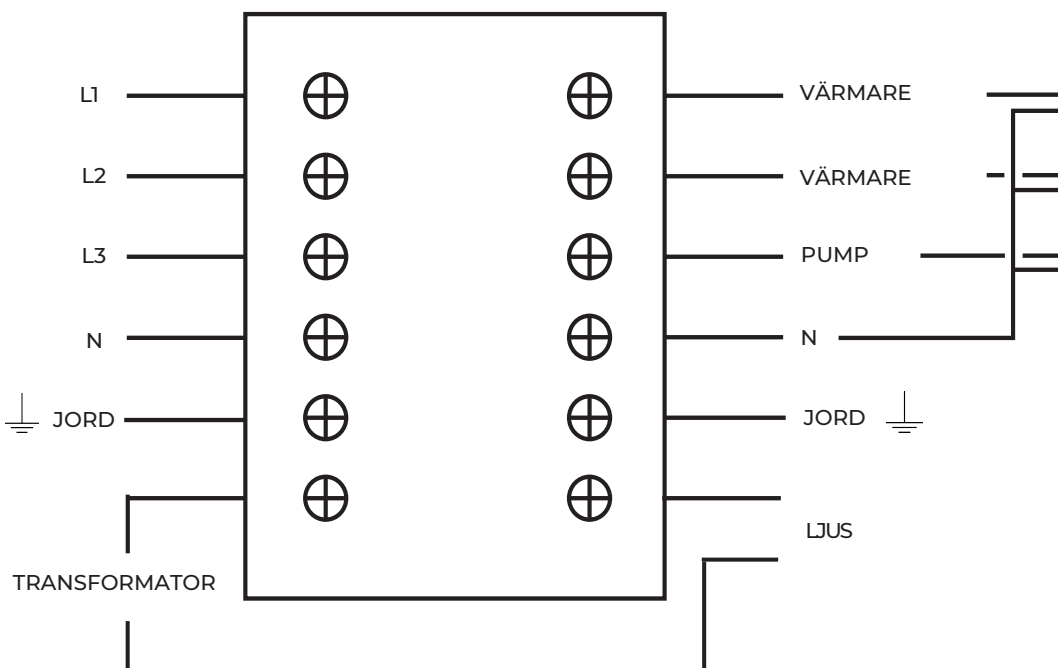 L1
VÄRMARE
L2
VÄRMARE
L3
PUMP
N
N
JORD
JORD
LJUS
TRANSFORMATOR